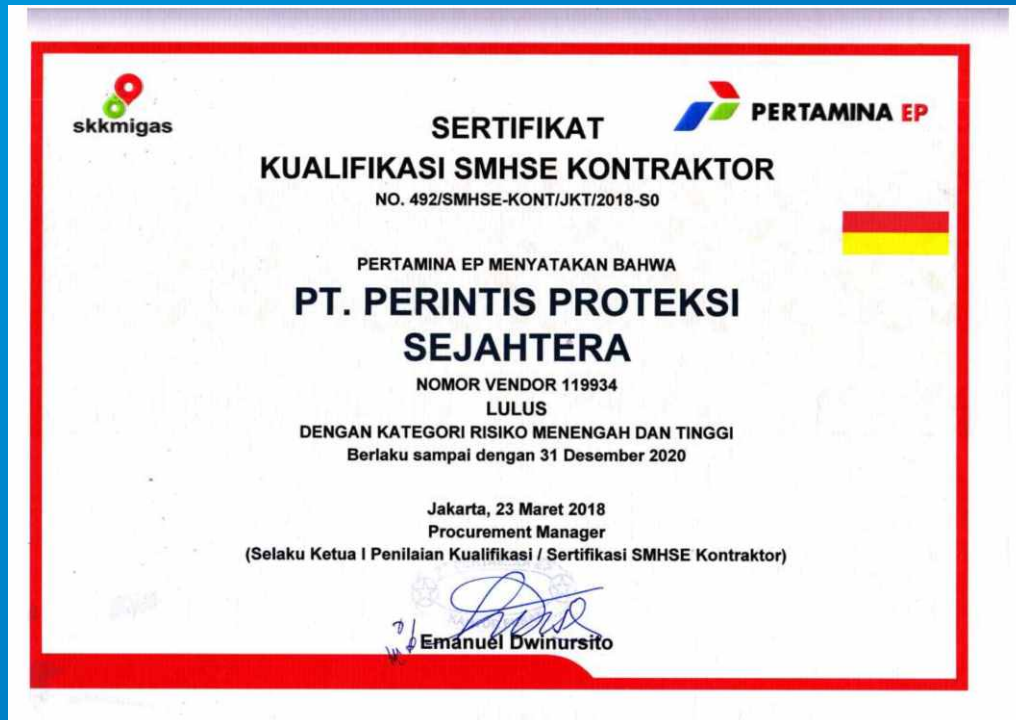 skkmigas
PERTAMINA EP
SERTIFIKAT
KUALIFIKASI SMHSE KONTRAKTOR
NO. 492/SMHSE-KONT/JKT/2018-S0
PERTAMINA EP MENYATAKAN BAHWA
PT. PERINTIS PROTEKSI
SEJAHTERA
NOMOR VENDOR 119934
LULUS
DENGAN KATEGORI RISIKO MENENGAH DAN TINGGI
Berlaku sampai dengan 31 Desember 2020
Jakarta, 23 Maret 2018
Procurement Manager
(Selaku Ketua I Penilaian Kualifikasi / Sertifikasi SMHSE Kontraktor)
Emanuel Dwinursito